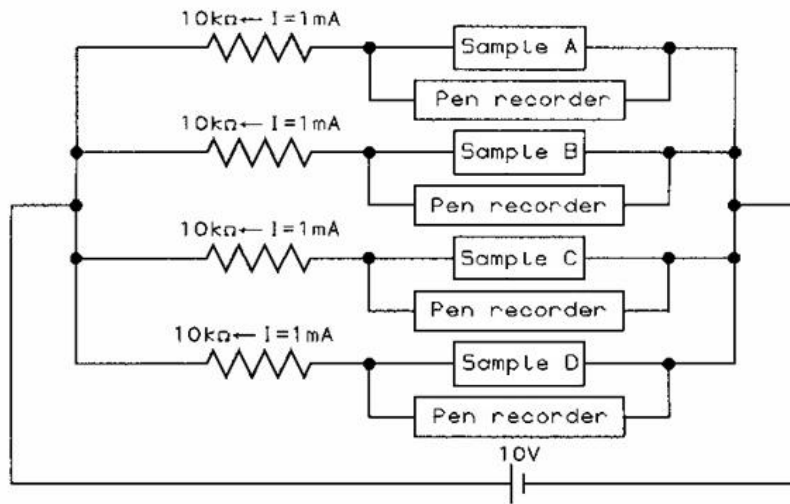 10kΩ← I=1mA
Sample A
Pen recorder
10kΩ← I=1mA
Sample B
Pen recorder
10kΩ← I=1mA
Sample C
Pen recorder
10kΩ← I=1mA
Sample D
Pen recorder
10V